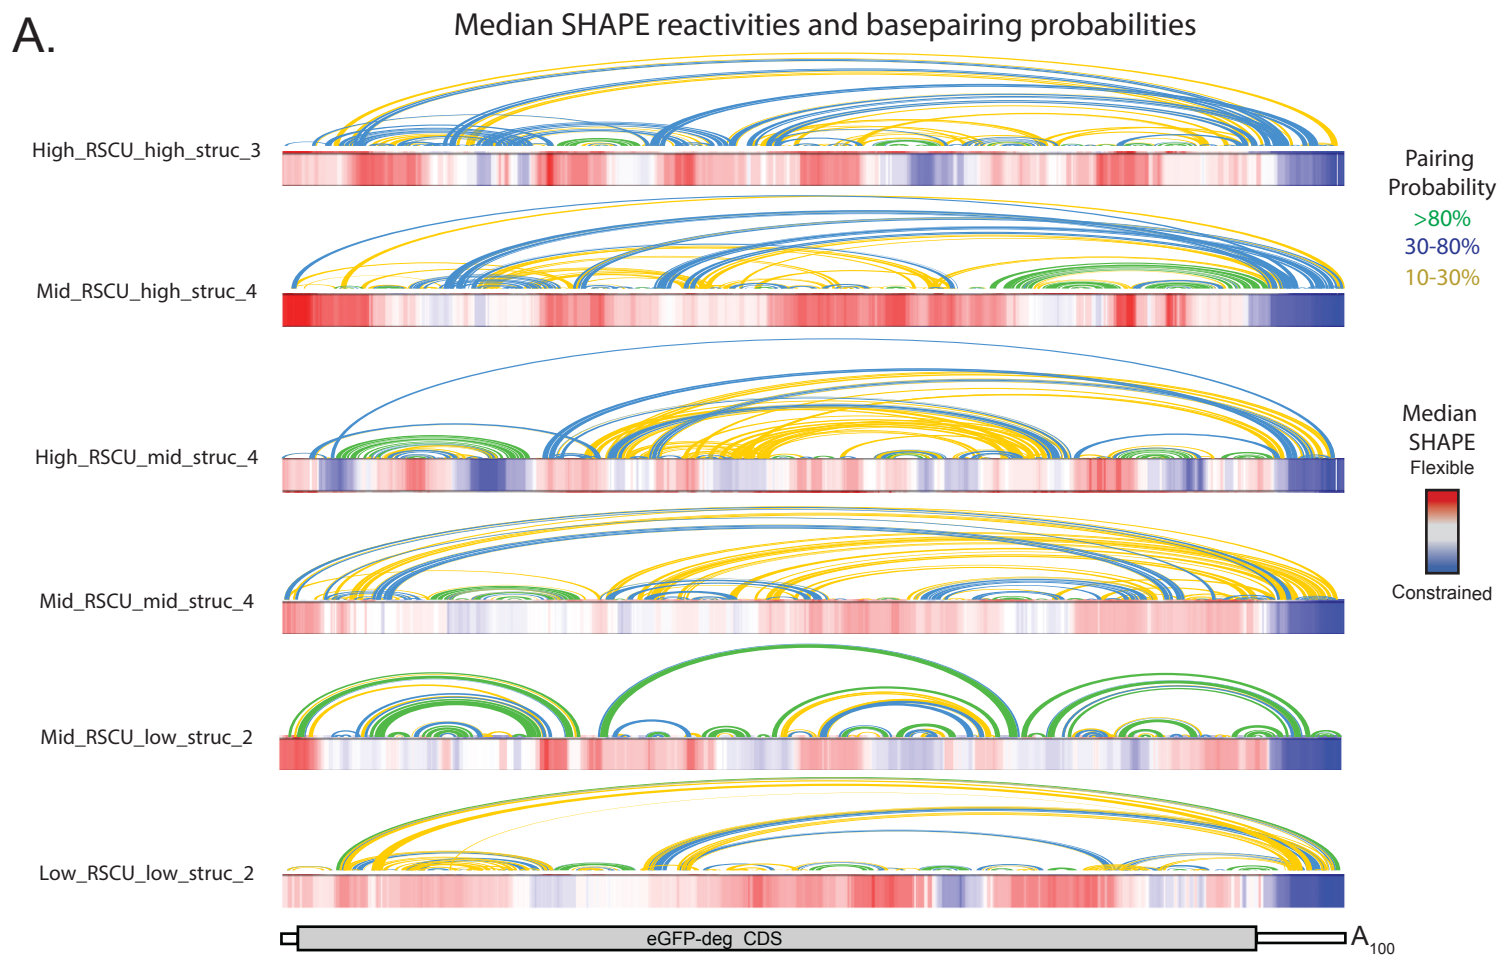 A.
Median SHAPE reactivities and basepairing probabilities
High_RSCU_high_struc_3
Mid_RSCU_high_struc_4
High_RSCU_mid_struc_4
Mid_RSCU_mid_struc_4
Mid_RSCU_low_struc_2
Low_RSCU_low_struc_2
Pairing
Probability
>80%
30-80%
10-30%
Median
SHAPE
Flexible
Constrained
eGFP-deg CDS
A100